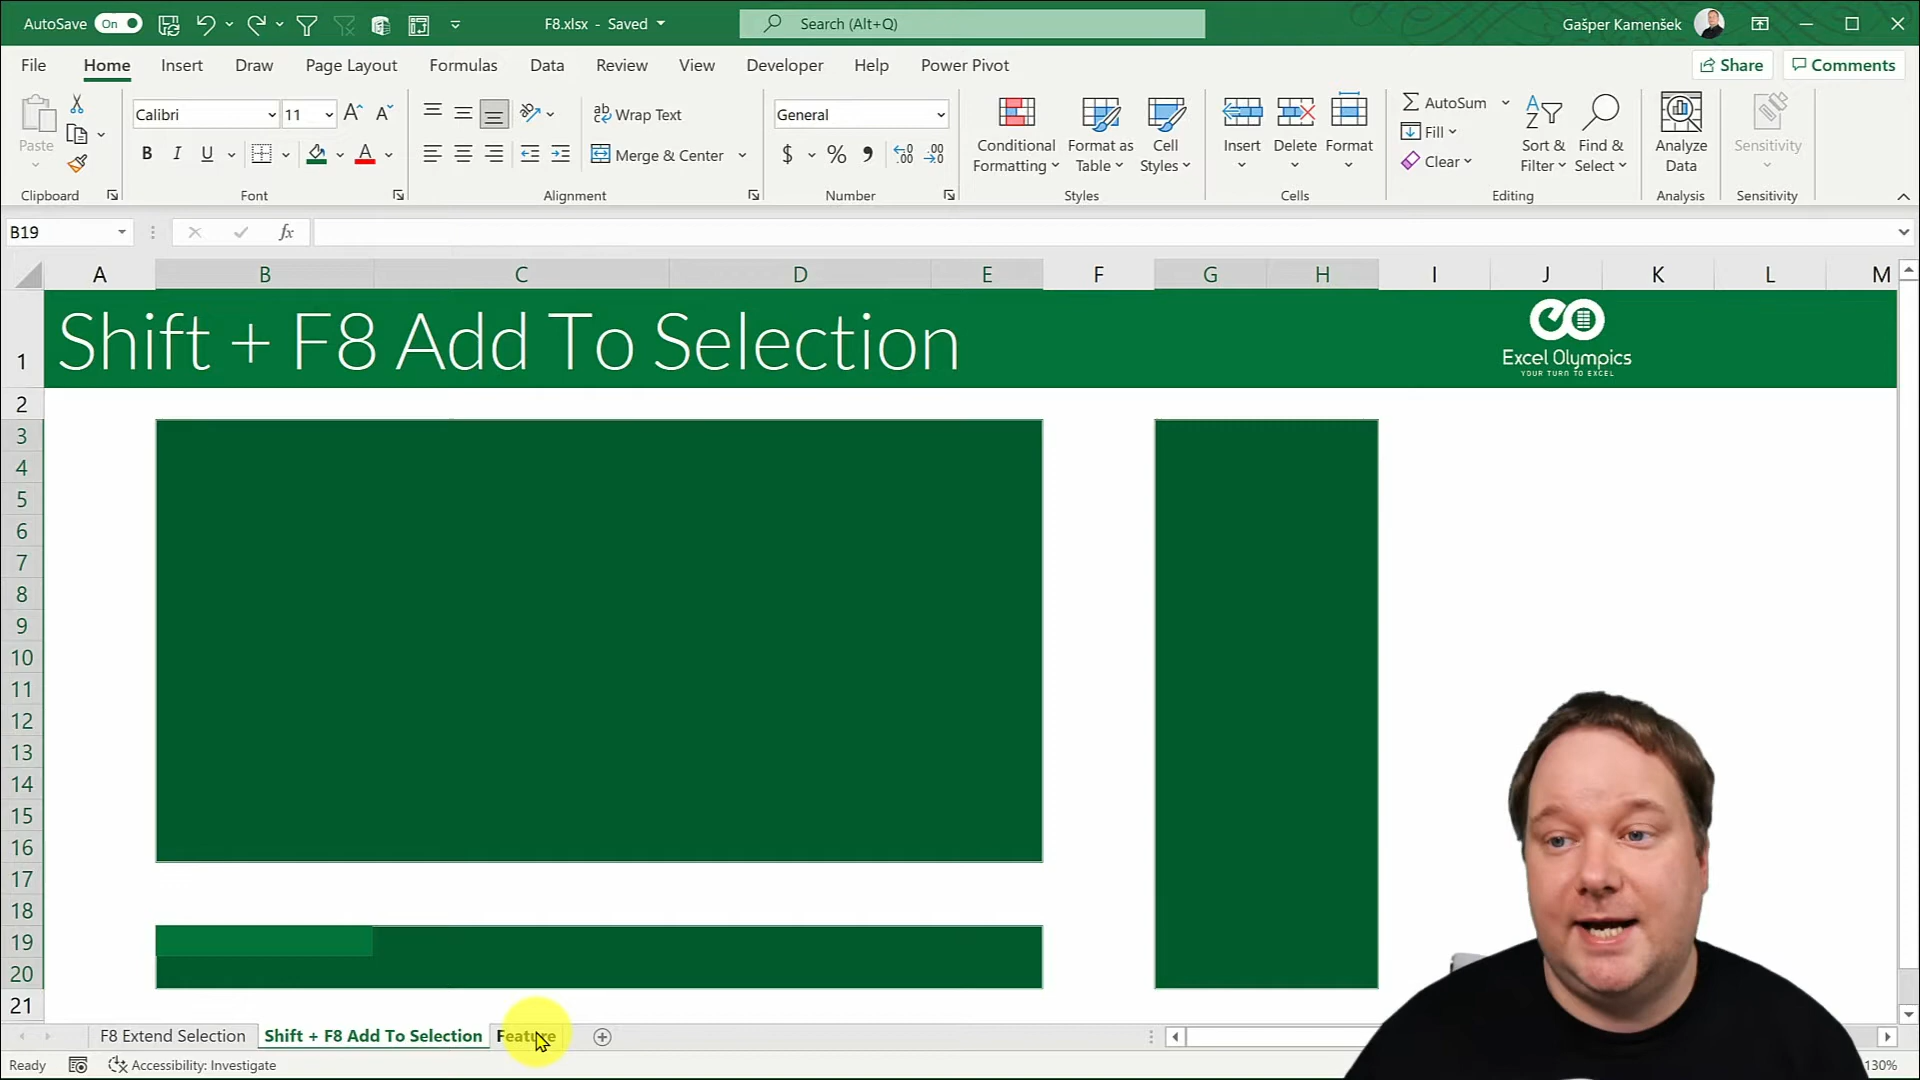 AutoSave On F8.xlsx - Saved Search (Alt+Q) Gašper Kamenšek
File Home Insert Draw Page Layout Formulas Data Review View Developer Help Power Pivot Share Comments
Paste
Clipboard
Calibri 11
B I U
Font
Wrap Text
Merge & Center
Alignment
General
$ %
Number
Conditional Formatting
Format as Table
Cell Styles
Styles
Insert
Delete
Format
Cells
AutoSum
Fill
Clear
Sort & Filter
Find & Select
Editing
Analyze Data
Analysis
Sensitivity
Sensitivity
B19 fx
A B C D E F G H I J K L M
1 Shift + F8 Add To Selection
Excel Olympics
YOUR TURN TO EXCEL
2
3
4
5
6
7
8
9
10
11
12
13
14
15
16
17
18
19
20
21
F8 Extend Selection Shift + F8 Add To Selection Feature
Ready Accessibility: Investigate 130%